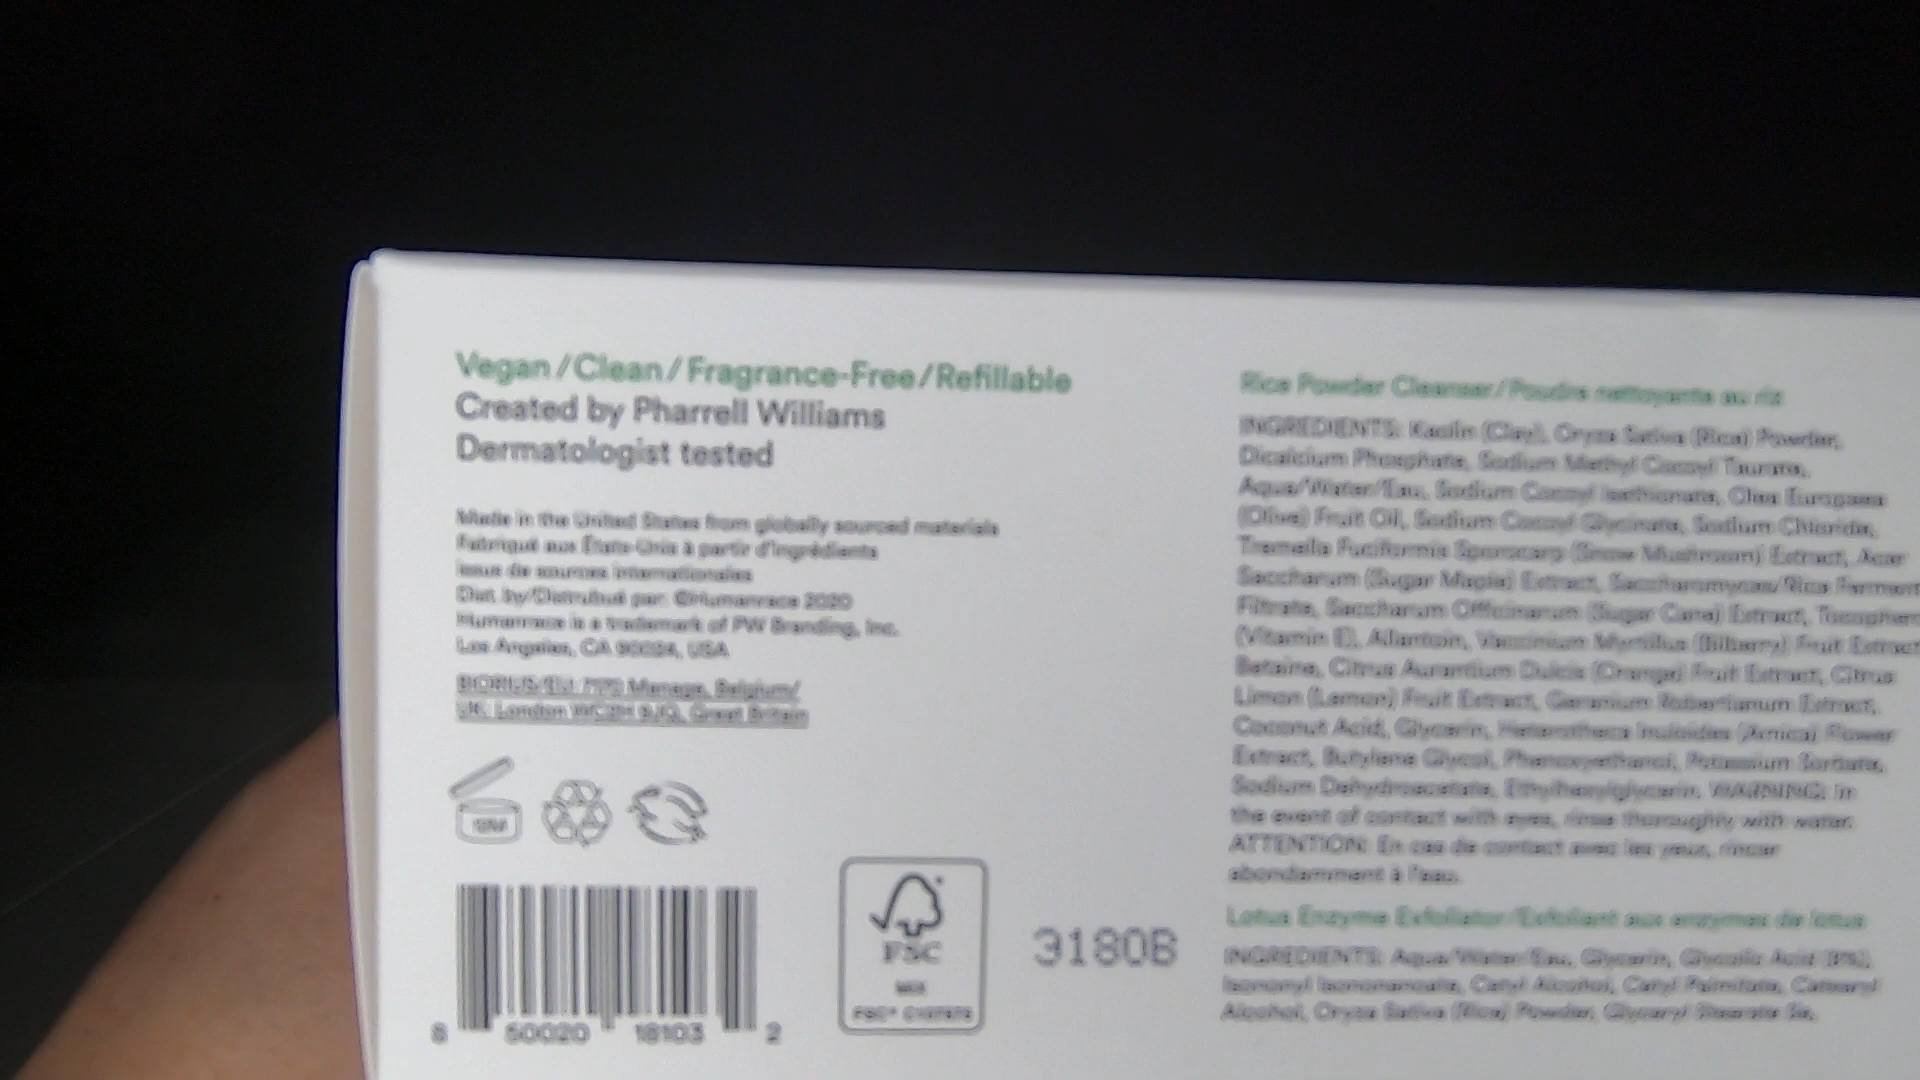 Vegan/Clean/Fragrance-Free/Refillable
Created by Pharrell Williams
Dermatologist tested
Made in the United States from globally sourced materials
Fabriqué aux États-Unis à partir d'ingrédients
issus de sources internationales
Dist. by/Distribué par: ©Humanrace 2020
Humanrace is a trademark of PW Branding, Inc.
Los Angeles, CA 90024, USA
Manage, Belgium/
UK, London Great Britain
8 50020 18103 2
FSC
MIX
FSC®
3180B
Rice Powder Cleanser/Poudre nettoyante au riz
INGREDIENTS: Kaolin (Clay), Oryza Sativa (Rice) Powder,
Dicalcium Phosphate, Sodium Methyl Cocoyl Taurate,
Aqua/Water/Eau, Sodium Cocoyl Isethionate, Olea Europaea
(Olive) Fruit Oil, Sodium Cocoyl Glycinate, Sodium Chloride,
Tremella Fuciformis Sporocarp (Snow Mushroom) Extract, Acer
Saccharum (Sugar Maple) Extract, Saccharomyces/Rice Ferment
Filtrate, Saccharum Officinarum (Sugar Cane) Extract,
(Vitamin E), Allantoin, Vaccinium Myrtillus (Bilberry) Fruit Extract
Betaine, Citrus Aurantium Dulcis (Orange) Fruit Extract, Citrus
Limon (Lemon) Fruit Extract, Geranium Robertianum Extract,
Coconut Acid, Glycerin, Heterotheca Inuloides (Arnica) Flower
Extract, Butylene Glycol, Phenoxyethanol, Potassium Sorbate,
Sodium Dehydroacetate, Ethylhexylglycerin. WARNING: In
the event of contact with eyes, rinse thoroughly with water.
ATTENTION: En cas de contact avec les yeux, rincer
abondamment à l'eau.
Lotus Enzyme Exfoliator/Exfoliant aux enzymes de lotus
INGREDIENTS: Aqua/Water/Eau, Glycerin, Glycolic Acid
Isononyl Isononanoate, Cetyl Alcohol, Cetyl Palmitate, Cetearyl
Alcohol, Oryza Sativa (Rice) Powder, Glyceryl Stearate Se,